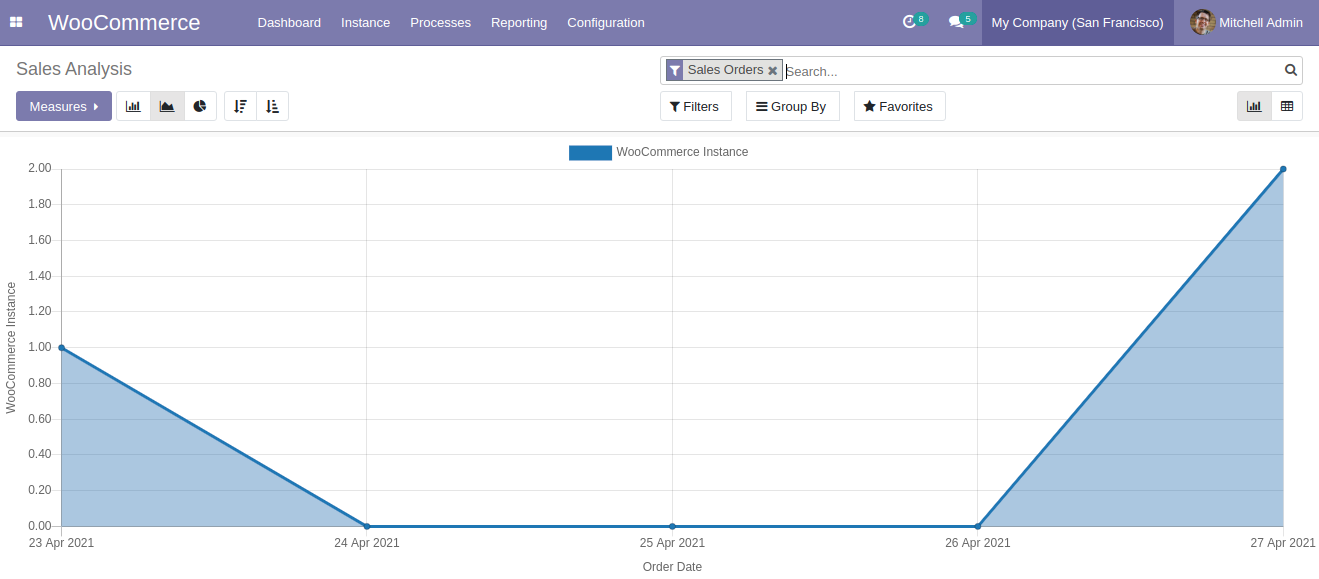 WooCommerce Dashboard Instance Processes Reporting Configuration 8 5 My Company (San Francisco) Mitchell Admin
Sales Analysis
Sales Orders Search...
Measures Filters Group By Favorites
WooCommerce Instance
2.00
1.80
1.60
1.40
1.20
1.00
0.80
0.60
0.40
0.20
0.00
WooCommerce Instance
23 Apr 2021 24 Apr 2021 25 Apr 2021 26 Apr 2021 27 Apr 2021
Order Date